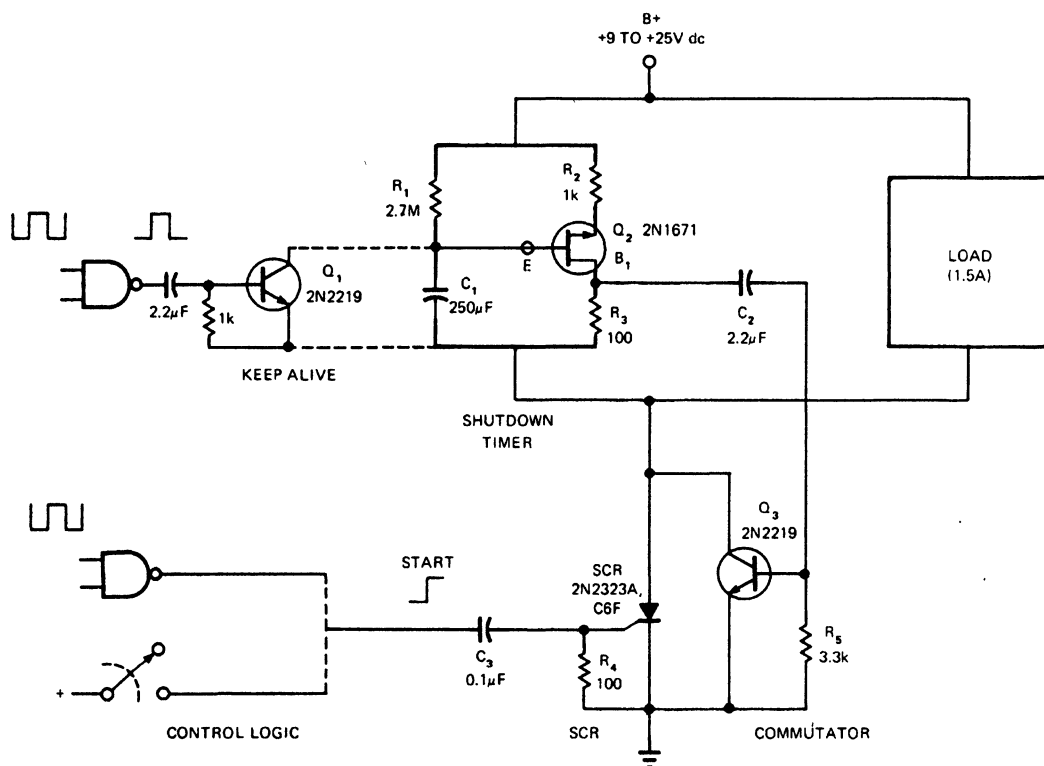 B+
+9 TO +25V dc
R1
2.7M
R2
1k
Q2 2N1671
E
B1
LOAD
(1.5A)
Q1
2N2219
2.2μF
1k
C1
250μF
R3
100
C2
2.2μF
KEEP ALIVE
SHUTDOWN
TIMER
Q3
2N2219
START
SCR
2N2323A,
C6F
C3
0.1μF
R4
100
R5
3.3k
+
CONTROL LOGIC
SCR
COMMUTATOR